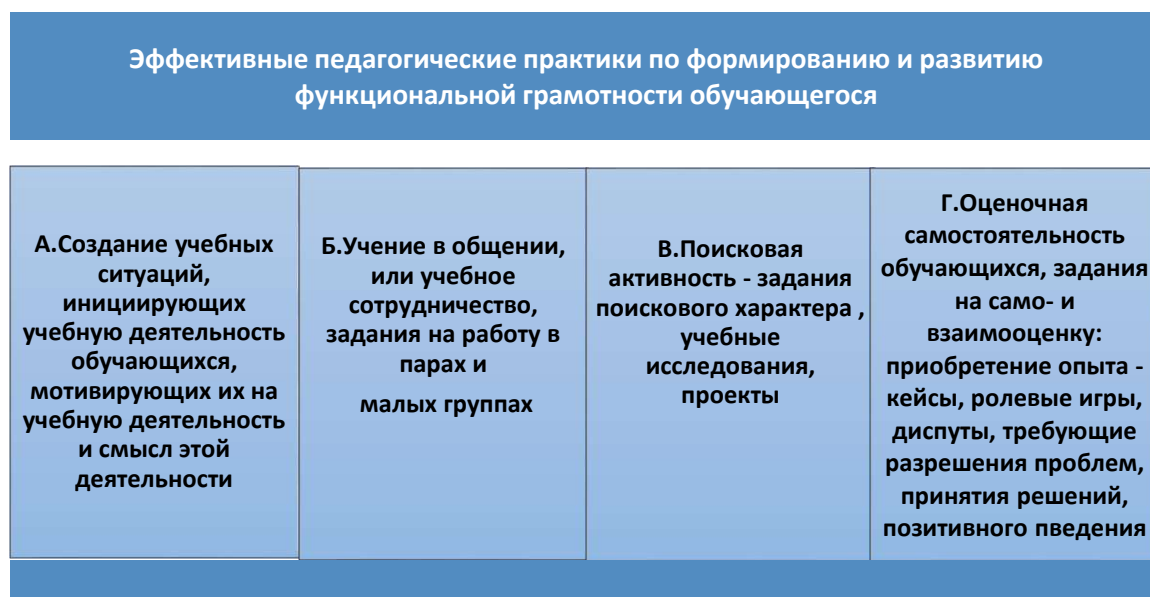 Эффективные педагогические практики по формированию и развитию
функциональной грамотности обучающегося
А.Создание учебных
ситуаций,
инициирующих
учебную деятельность
обучающихся,
мотивирующих их на
учебную деятельность
и смысл этой
деятельности
Б.Учение в общении,
или учебное
сотрудничество,
задания на работу в
парах и
малых группах
В.Поисковая
активность - задания
поискового характера ,
учебные
исследования,
проекты
Г.Оценочная
самостоятельность
обучающихся, задания
на само- и
взаимооценку:
приобретение опыта -
кейсы, ролевые игры,
диспуты, требующие
разрешения проблем,
принятия решений,
позитивного пведения